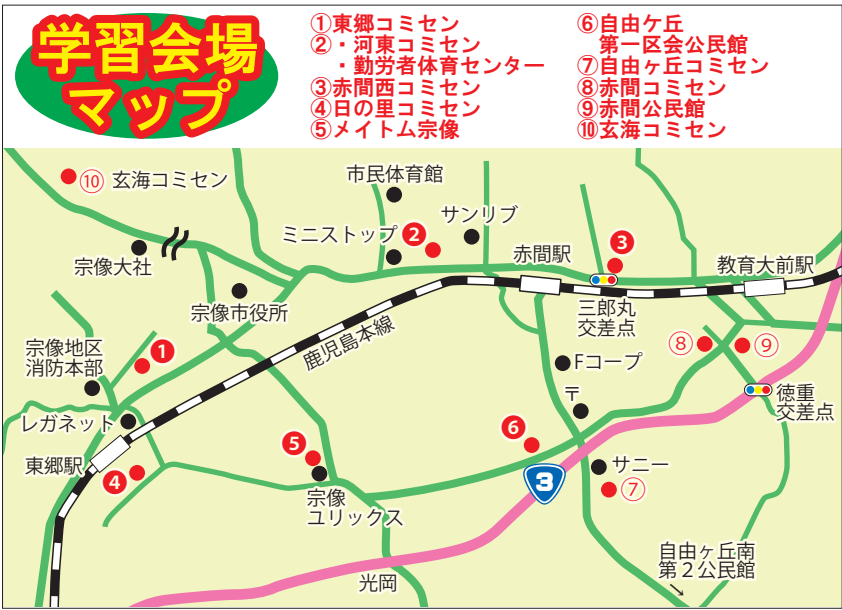 学習会場
マップ
①東郷コミセン
②・河東コミセン
・勤労者体育センター
③赤間西コミセン
④日の里コミセン
⑤メイトム宗像
⑥自由ケ丘
第一区会公民館
⑦自由ヶ丘コミセン
⑧赤間コミセン
⑨赤間公民館
⑩玄海コミセン
⑩ 玄海コミセン
市民体育館
サンリブ
ミニストップ
❷
宗像大社
赤間駅
❸
教育大前駅
宗像市役所
三郎丸
交差点
鹿児島本線
宗像地区
消防本部
❶
⑧
⑨
Fコープ
徳重
交差点
〒
レガネット
❻
東郷駅
❹
❺
サニー
⑦
3
宗像
ユリックス
光岡
自由ヶ丘南
第2公民館
→